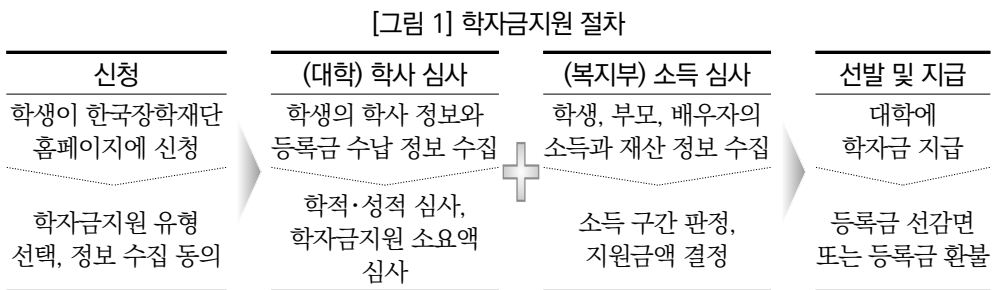 [그림 1] 학자금지원 절차
신청
학생이 한국장학재단
홈페이지에 신청
학자금지원 유형
선택, 정보 수집 동의
(대학) 학사 심사
학생의 학사 정보와
등록금 수납 정보 수집
학적·성적 심사,
학자금지원 소요액
심사
(복지부) 소득 심사
학생, 부모, 배우자의
소득과 재산 정보 수집
소득 구간 판정,
지원금액 결정
선발 및 지급
대학에
학자금 지급
등록금 선감면
또는 등록금 환불